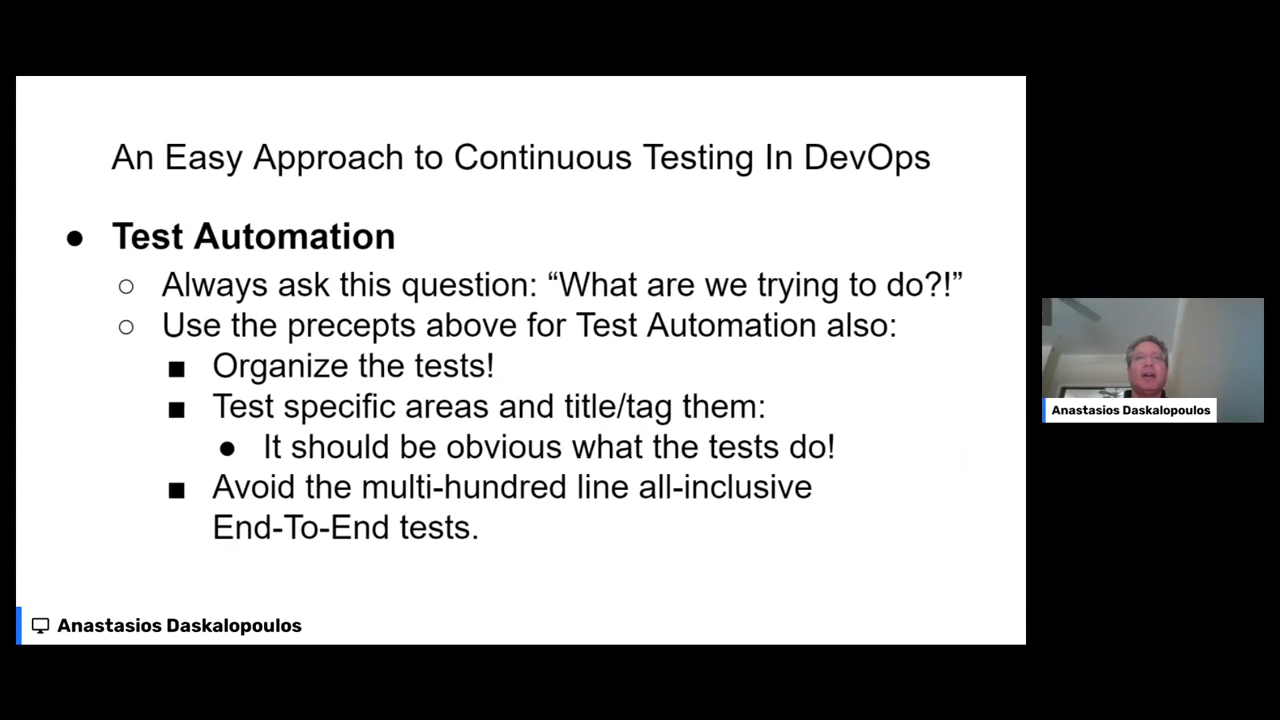 An Easy Approach to Continuous Testing In DevOps
● Test Automation
○ Always ask this question: “What are we trying to do?!”
○ Use the precepts above for Test Automation also:
■ Organize the tests!
■ Test specific areas and title/tag them:
● It should be obvious what the tests do!
■ Avoid the multi-hundred line all-inclusive
End-To-End tests.
Anastasios Daskalopoulos
Anastasios Daskalopoulos